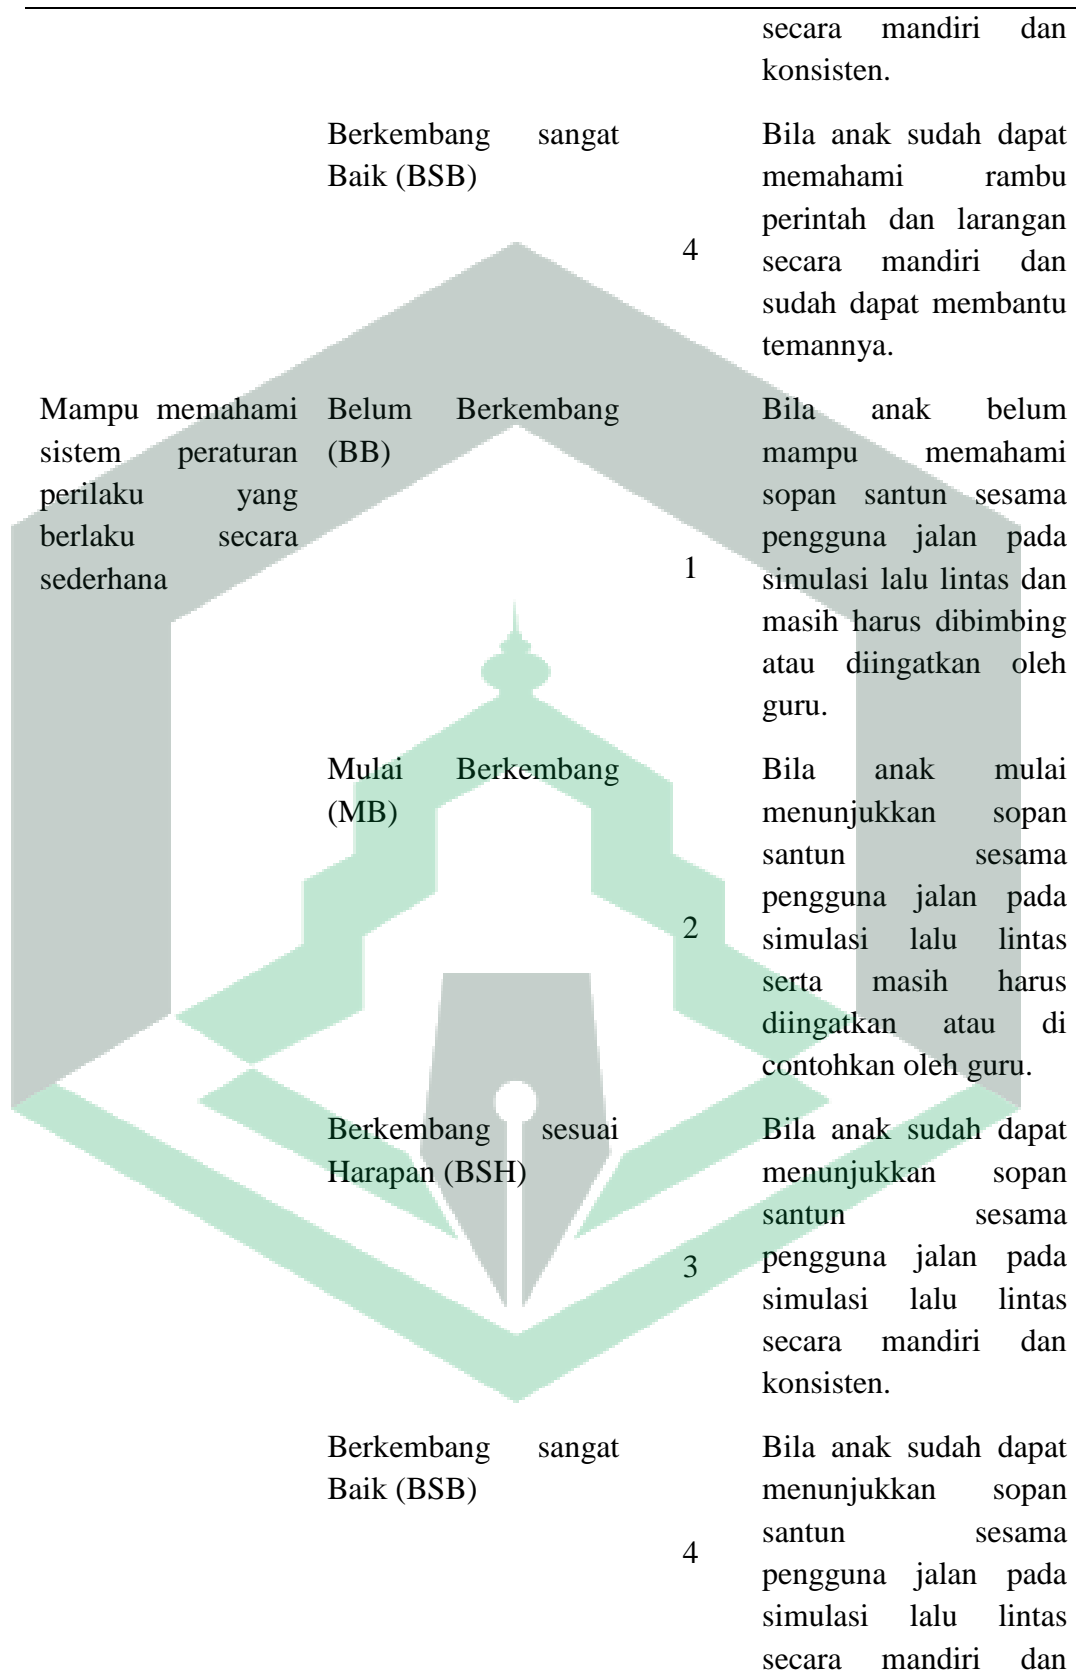 secara mandiri dan
konsisten.
Berkembang sangat
Baik (BSB)
4
Bila anak sudah dapat
memahami rambu
perintah dan larangan
secara mandiri dan
sudah dapat membantu
temannya.
Mampu memahami
sistem peraturan
perilaku yang
berlaku secara
sederhana
Belum Berkembang
(BB)
1
Bila anak belum
mampu memahami
sopan santun sesama
pengguna jalan pada
simulasi lalu lintas dan
masih harus dibimbing
atau diingatkan oleh
guru.
Mulai Berkembang
(MB)
2
Bila anak mulai
menunjukkan sopan
santun sesama
pengguna jalan pada
simulasi lalu lintas
serta masih harus
diingatkan atau di
contohkan oleh guru.
Berkembang sesuai
Harapan (BSH)
3
Bila anak sudah dapat
menunjukkan sopan
santun sesama
pengguna jalan pada
simulasi lalu lintas
secara mandiri dan
konsisten.
Berkembang sangat
Baik (BSB)
4
Bila anak sudah dapat
menunjukkan sopan
santun sesama
pengguna jalan pada
simulasi lalu lintas
secara mandiri dan